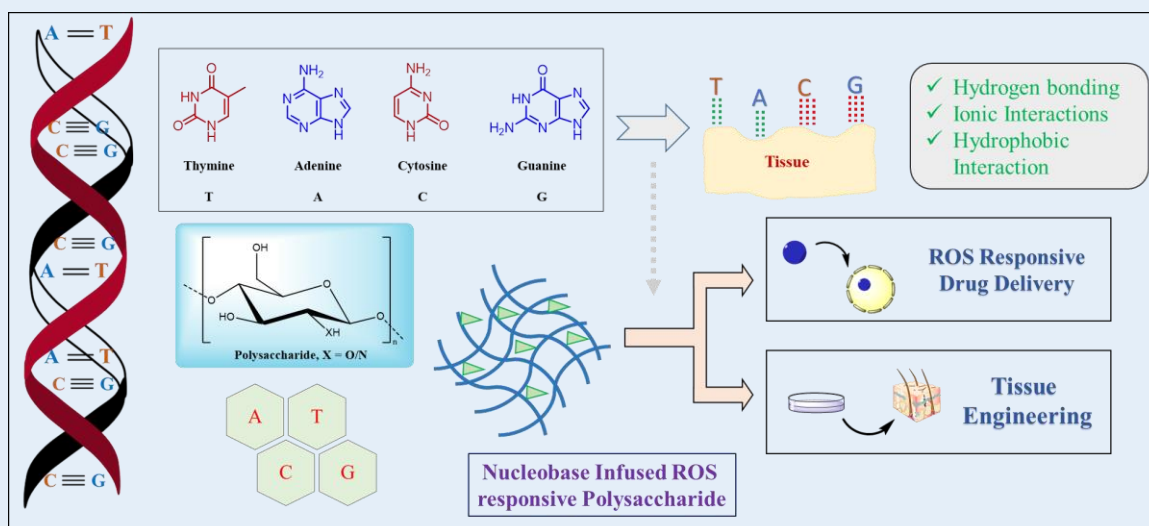 A ═ T
C ≡ G
C ≡ G
C ≡ G
A ═ T
A ═ T
C ≡ G
C ≡ G
O
HN
O
N
H
NH₂
N
N
N
N
H
NH₂
N
N
H
O
O
HN
H₂N
N
N
N
H
Thymine Adenine Cytosine Guanine
T A C G
T A C G
Tissue
✓ Hydrogen bonding
✓ Ionic Interactions
✓ Hydrophobic
Interaction
OH
O
O
HO
XH
O
n
Polysaccharide, X = O/N
A T
C G
Nucleobase Infused ROS
responsive Polysaccharide
ROS Responsive
Drug Delivery
Tissue
Engineering